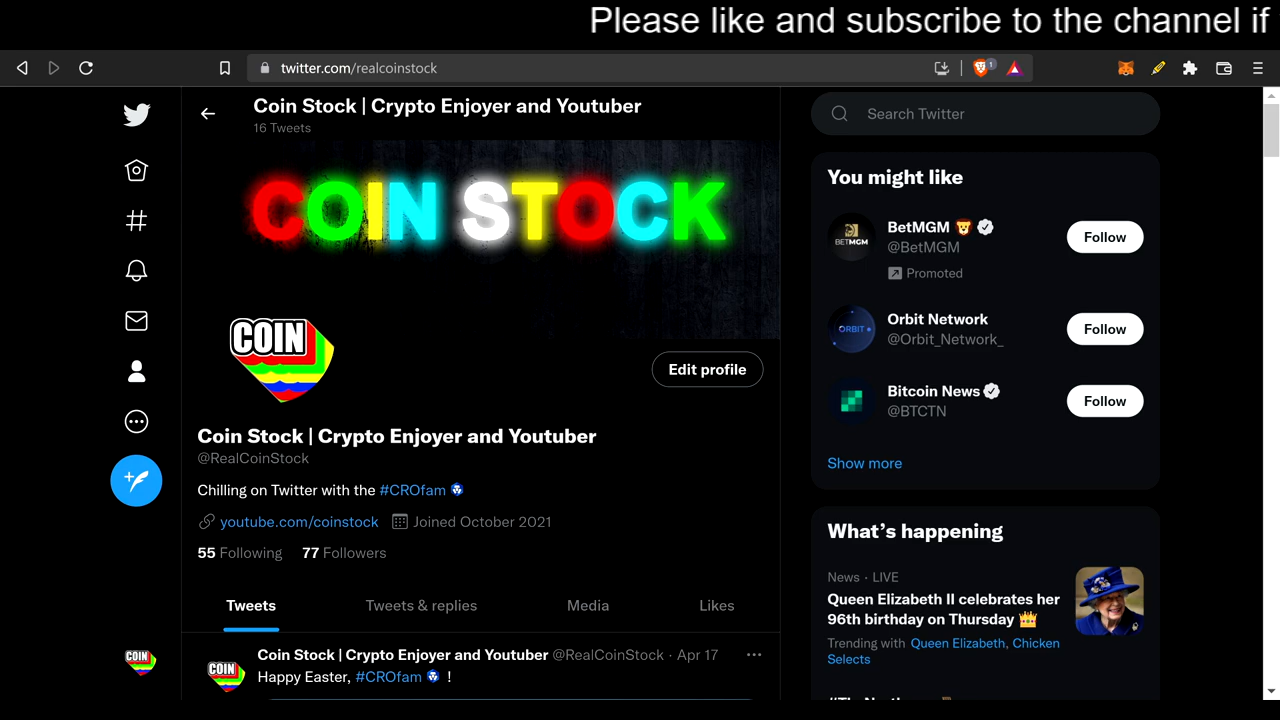 Please like and subscribe to the channel if
twitter.com/realcoinstock
1
Coin Stock | Crypto Enjoyer and Youtuber
16 Tweets
COIN STOCK
COIN
Edit profile
Coin Stock | Crypto Enjoyer and Youtuber
@RealCoinStock
Chilling on Twitter with the #CROfam
youtube.com/coinstock Joined October 2021
55 Following 77 Followers
Tweets Tweets & replies Media Likes
COIN
COIN
Coin Stock | Crypto Enjoyer and Youtuber @RealCoinStock · Apr 17
Happy Easter, #CROfam !
Search Twitter
You might like
BETMGM
BetMGM
@BetMGM
Promoted
Follow
ORBIT
Orbit Network
@Orbit_Network_
Follow
Bitcoin News
@BTCTN
Follow
Show more
What's happening
News · LIVE
Queen Elizabeth II celebrates her
96th birthday on Thursday
Trending with Queen Elizabeth, Chicken
Selects